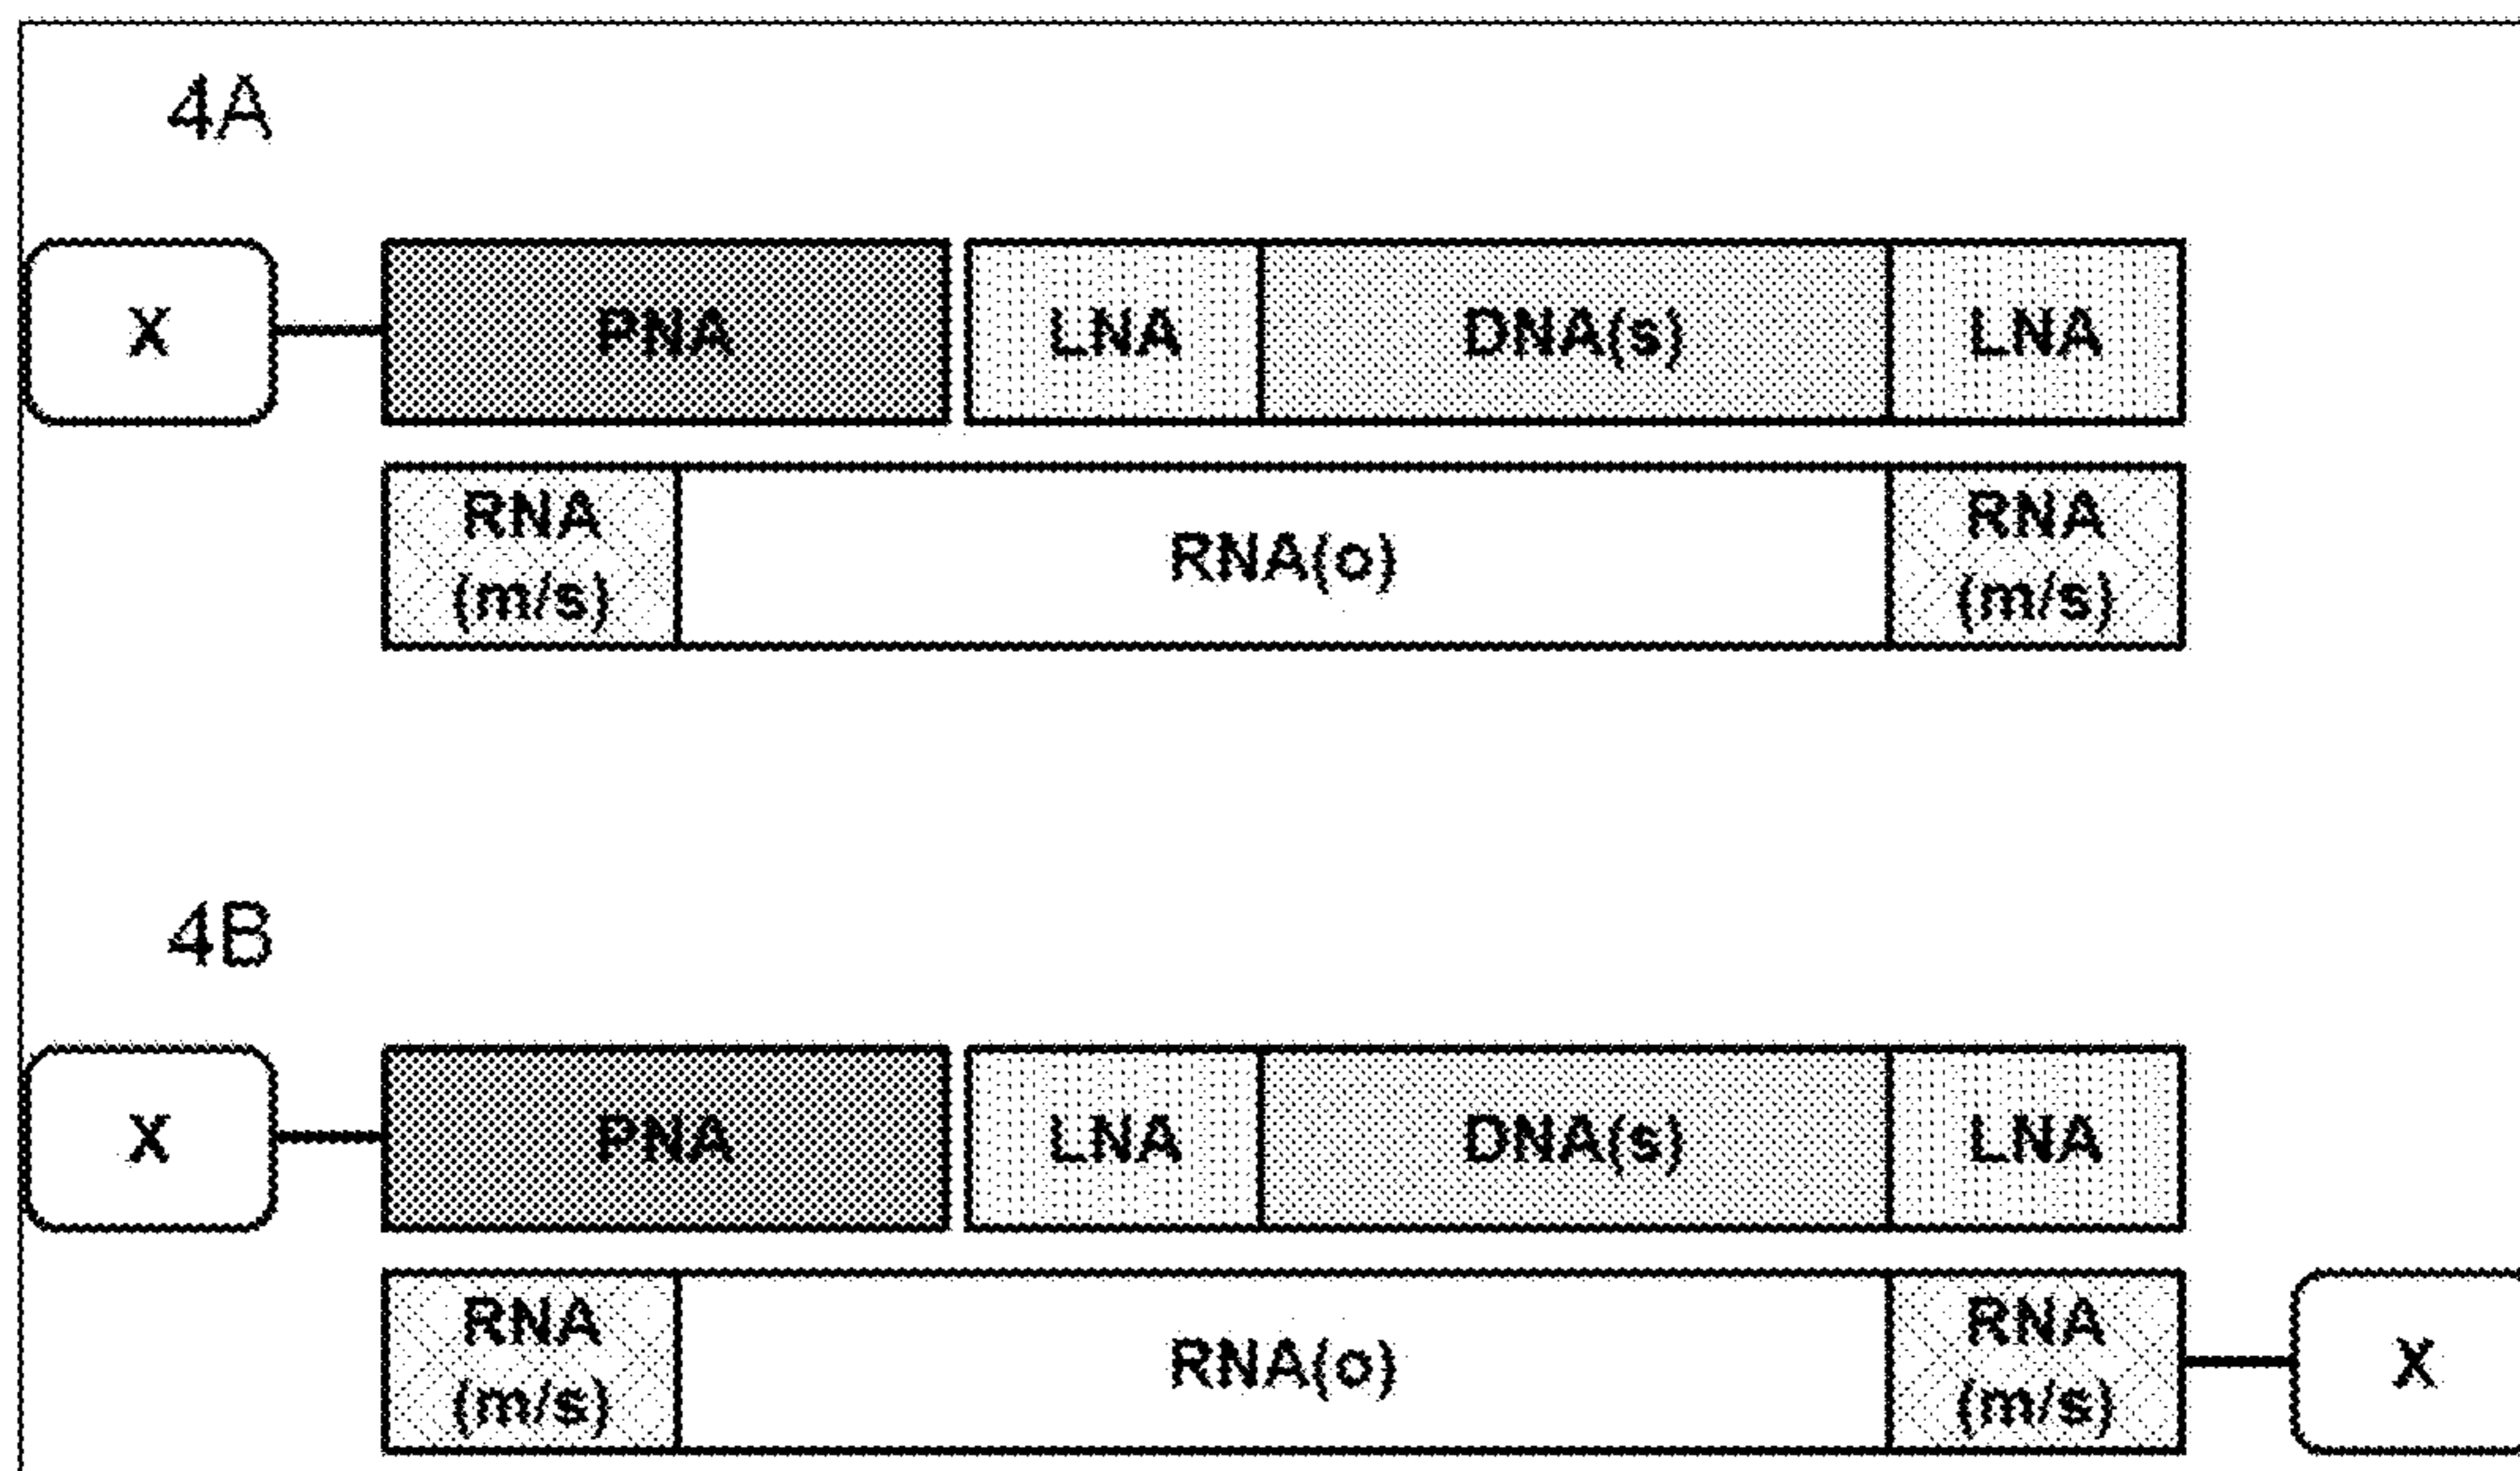 4A
X PNA LNA DNA(s) LNA
RNA (m/s) RNA(o) RNA (m/s)
4B
X PNA LNA DNA(s) LNA
RNA (m/s) RNA(o) RNA (m/s) X